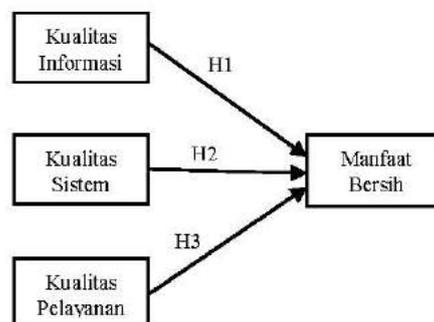 Kualitas
Informasi
H1
Kualitas
Sistem
H2
Manfaat
Bersih
H3
Kualitas
Pelayanan